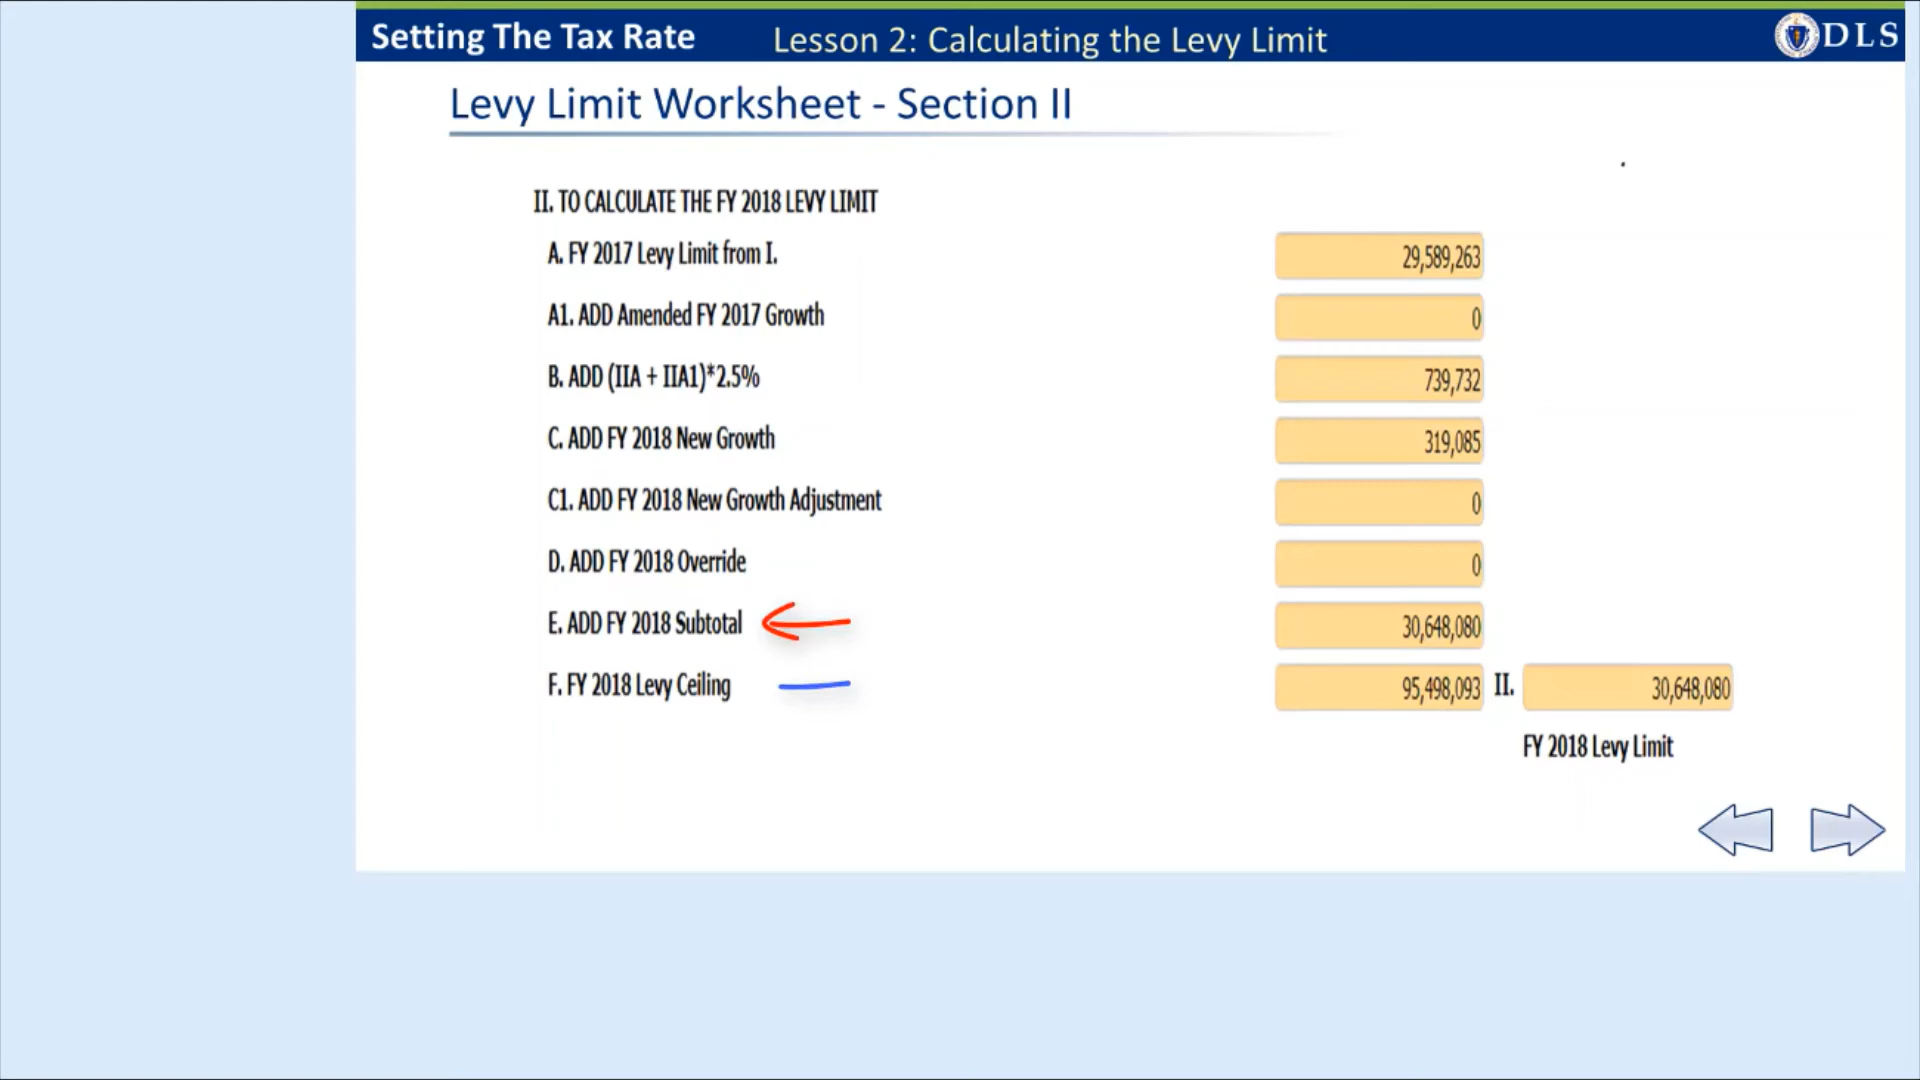 Setting The Tax Rate Lesson 2: Calculating the Levy Limit DLS
Levy Limit Worksheet - Section II
II. TO CALCULATE THE FY 2018 LEVY LIMIT
A. FY 2017 Levy Limit from I. 29,589,263
A1. ADD Amended FY 2017 Growth 0
B. ADD (IIA + IIA1)*2.5% 739,732
C. ADD FY 2018 New Growth 319,085
C1. ADD FY 2018 New Growth Adjustment 0
D. ADD FY 2018 Override 0
E. ADD FY 2018 Subtotal 30,648,080
F. FY 2018 Levy Ceiling 95,498,093 II. 30,648,080
FY 2018 Levy Limit